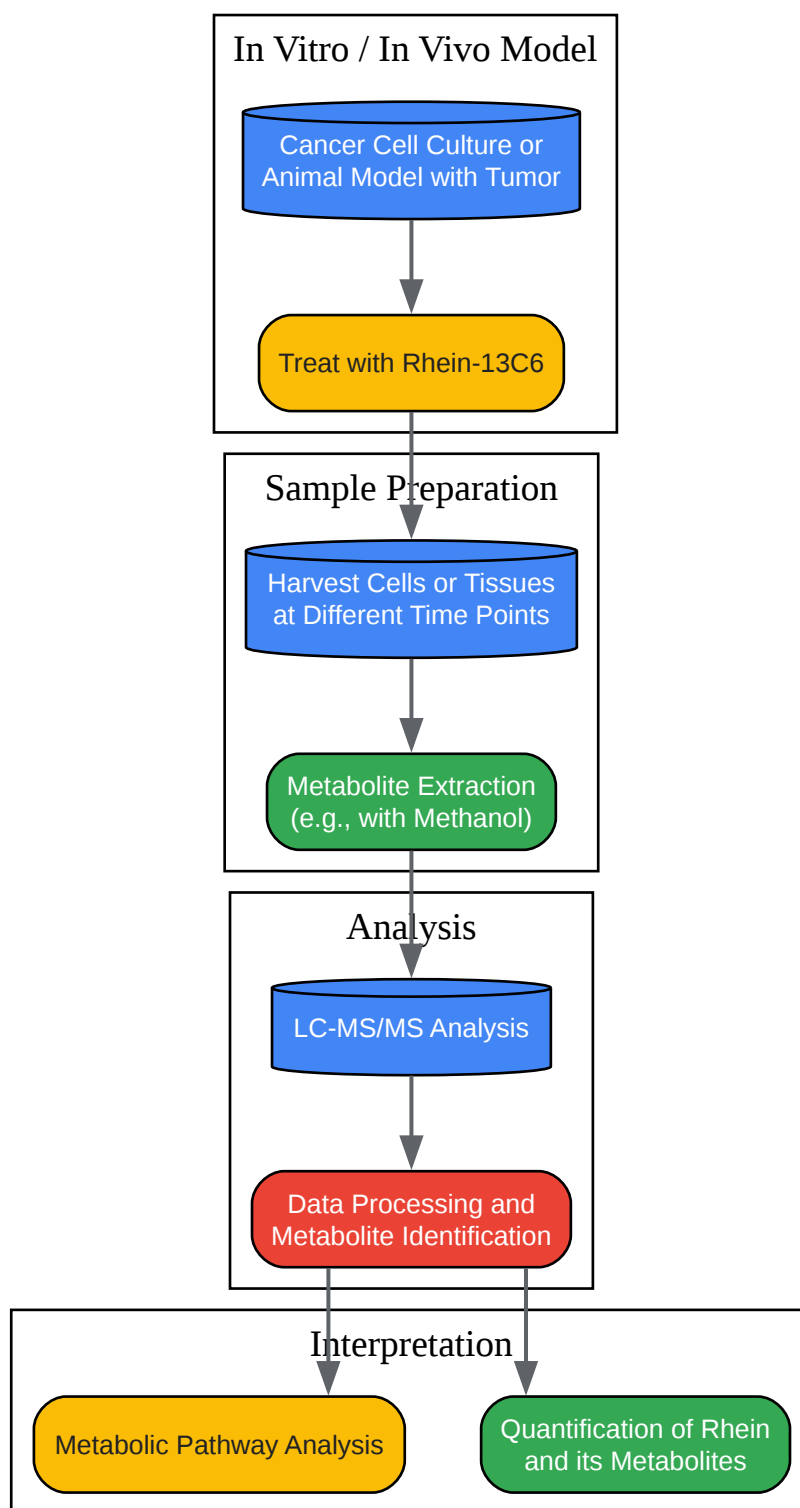 In Vitro / In Vivo Model
Cancer Cell Culture or
Animal Model with Tumor
Treat with Rhein-13C6
Sample Preparation
Harvest Cells or Tissues
at Different Time Points
Metabolite Extraction
(e.g., with Methanol)
Analysis
LC-MS/MS Analysis
Data Processing and
Metabolite Identification
Interpretation
Metabolic Pathway Analysis
Quantification of Rhein
and its Metabolites